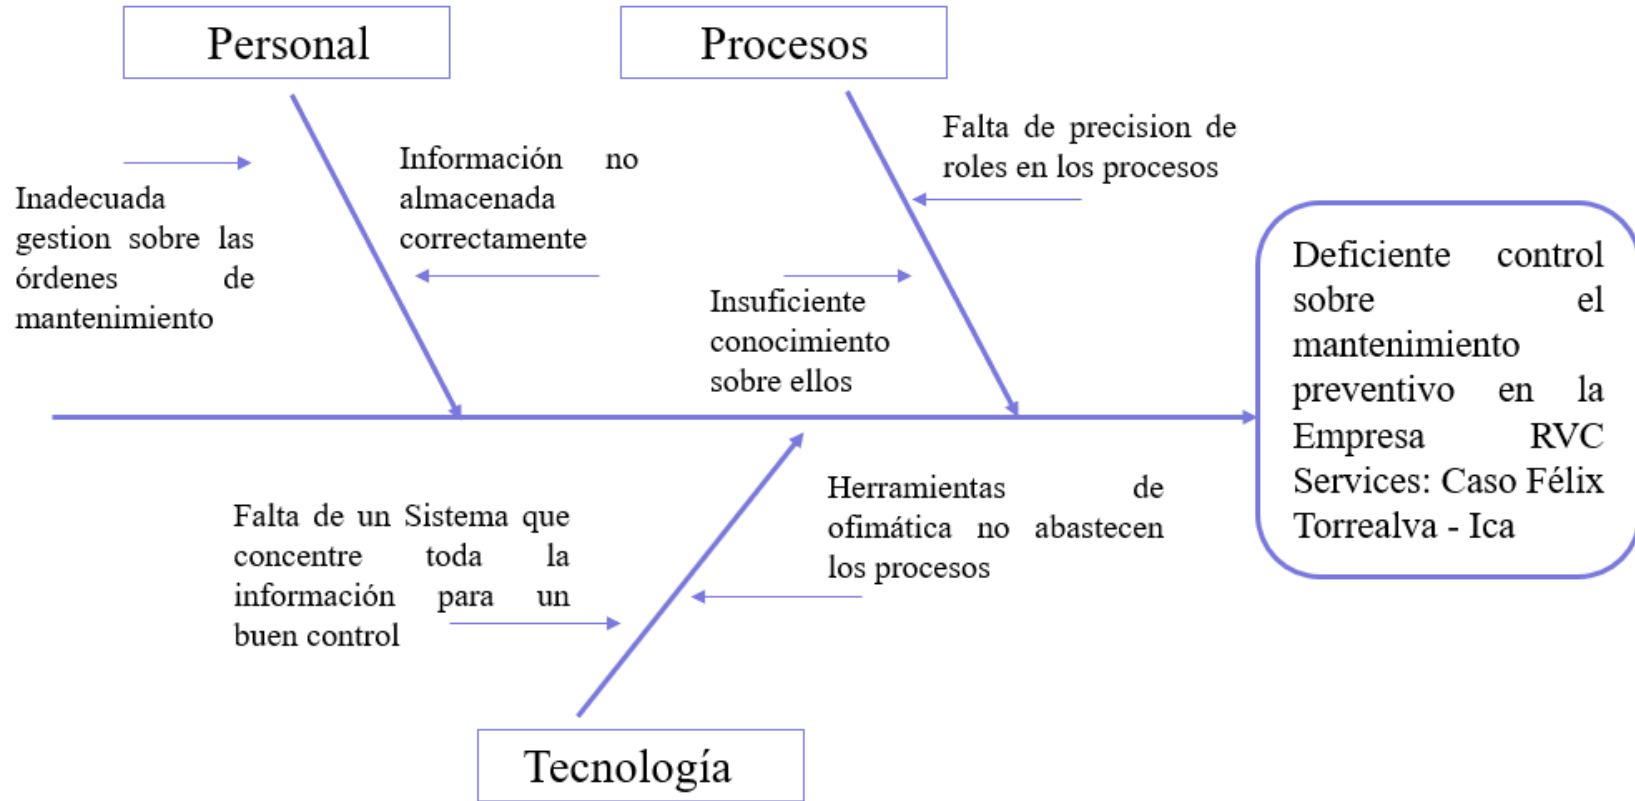 Personal
Procesos
Falta de precision de
roles en los procesos
Información no
almacenada
correctamente
Inadecuada
gestion sobre las
órdenes de
mantenimiento
Insuficiente
conocimiento
sobre ellos
Deficiente control
sobre el
mantenimiento
preventivo en la
Empresa RVC
Services: Caso Félix
Torrealva - Ica
Falta de un Sistema que
concentre toda la
información para un
buen control
Herramientas de
ofimática no abastecen
los procesos
Tecnología